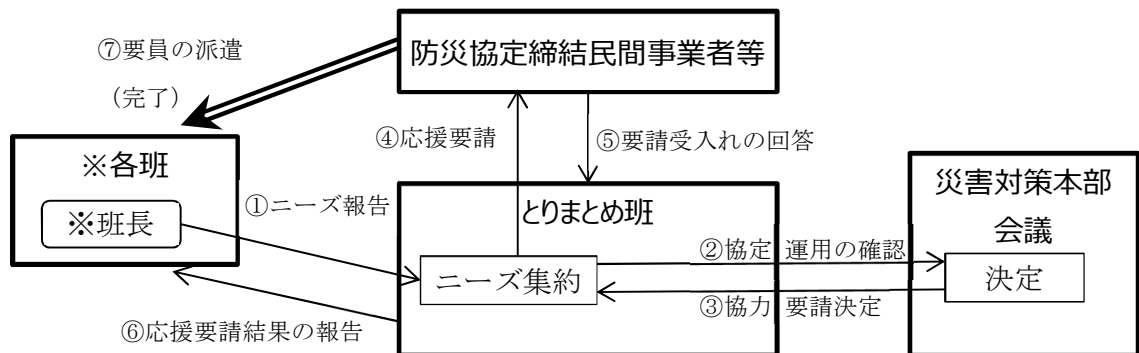 ⑦要員の派遣
(完了)
防災協定締結民間事業者等
④応援要請
⑤要請受入れの回答
※各班
※班長
①ニーズ報告
とりまとめ班
ニーズ集約
②協定 運用の確認
③協力 要請決定
災害対策本部
会議
決定
⑥応援要請結果の報告